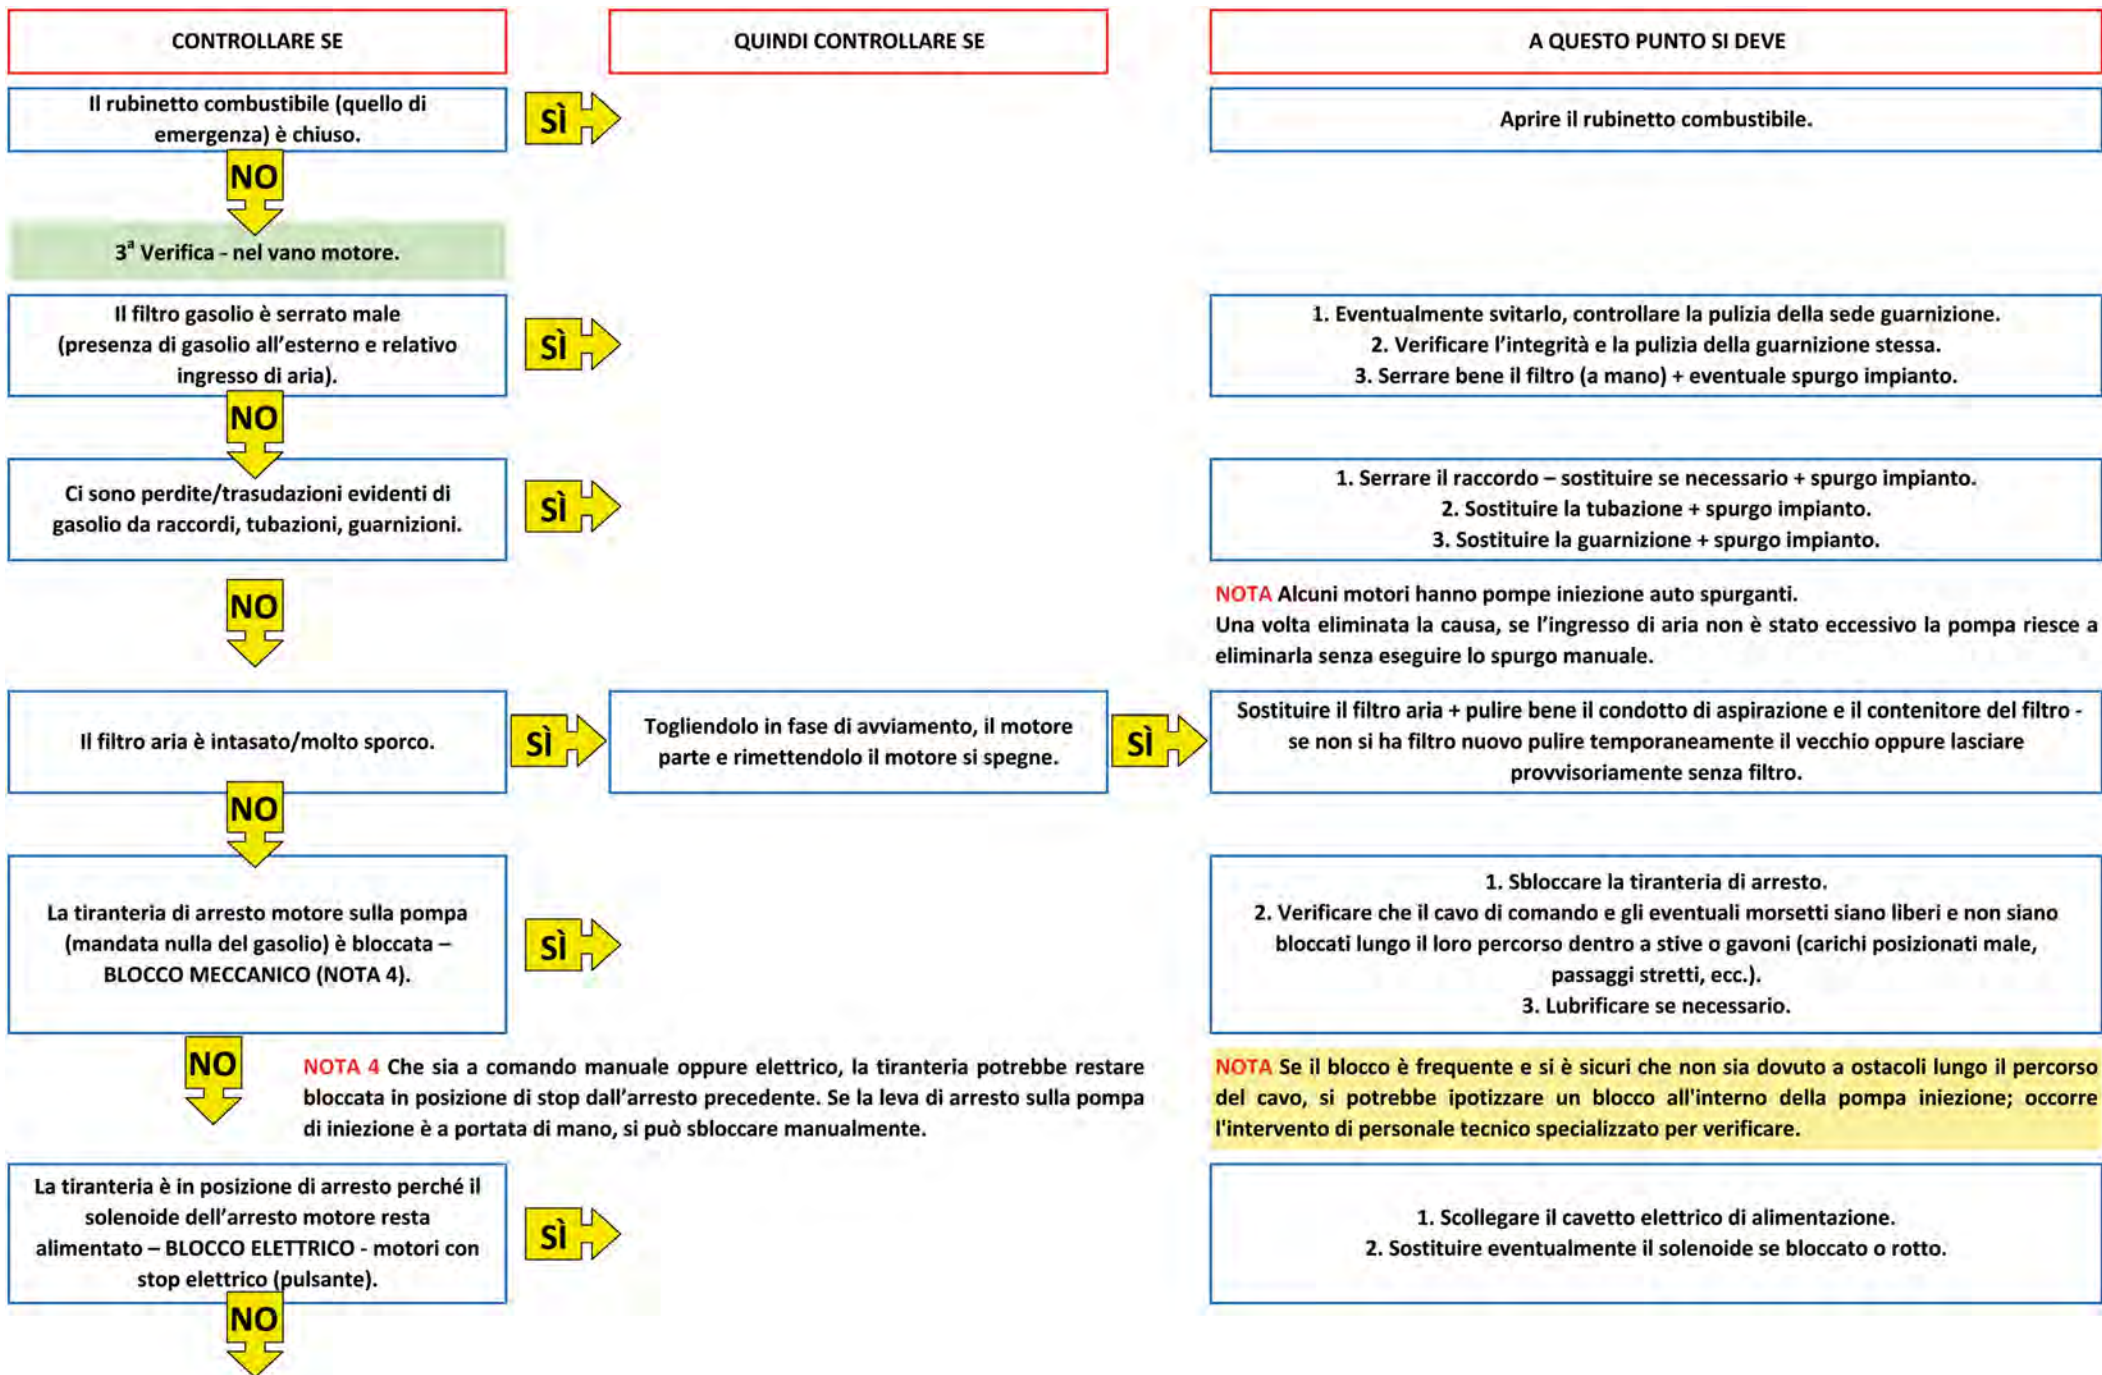 CONTROLLARE SE
QUINDI CONTROLLARE SE
A QUESTO PUNTO SI DEVE
Il rubinetto combustibile (quello di
emergenza) è chiuso.
SÌ
Aprire il rubinetto combustibile.
NO
3ª Verifica - nel vano motore.
Il filtro gasolio è serrato male
(presenza di gasolio all'esterno e relativo
ingresso di aria).
SÌ
1. Eventualmente svitarlo, controllare la pulizia della sede guarnizione.
2. Verificare l'integrità e la pulizia della guarnizione stessa.
3. Serrare bene il filtro (a mano) + eventuale spurgo impianto.
NO
Ci sono perdite/trasudazioni evidenti di
gasolio da raccordi, tubazioni, guarnizioni.
SÌ
1. Serrare il raccordo – sostituire se necessario + spurgo impianto.
2. Sostituire la tubazione + spurgo impianto.
3. Sostituire la guarnizione + spurgo impianto.
NO
NOTA Alcuni motori hanno pompe iniezione auto spurganti.
Una volta eliminata la causa, se l'ingresso di aria non è stato eccessivo la pompa riesce a
eliminarla senza eseguire lo spurgo manuale.
Il filtro aria è intasato/molto sporco.
SÌ
Togliendolo in fase di avviamento, il motore
parte e rimettendolo il motore si spegne.
SÌ
Sostituire il filtro aria + pulire bene il condotto di aspirazione e il contenitore del filtro -
se non si ha filtro nuovo pulire temporaneamente il vecchio oppure lasciare
provvisoriamente senza filtro.
NO
La tiranteria di arresto motore sulla pompa
(mandata nulla del gasolio) è bloccata –
BLOCCO MECCANICO (NOTA 4).
SÌ
1. Sbloccare la tiranteria di arresto.
2. Verificare che il cavo di comando e gli eventuali morsetti siano liberi e non siano
bloccati lungo il loro percorso dentro a stive o gavoni (carichi posizionati male,
passaggi stretti, ecc.).
3. Lubrificare se necessario.
NO
NOTA 4 Che sia a comando manuale oppure elettrico, la tiranteria potrebbe restare
bloccata in posizione di stop dall'arresto precedente. Se la leva di arresto sulla pompa
di iniezione è a portata di mano, si può sbloccare manualmente.
NOTA Se il blocco è frequente e si è sicuri che non sia dovuto a ostacoli lungo il percorso
del cavo, si potrebbe ipotizzare un blocco all'interno della pompa iniezione; occorre
l'intervento di personale tecnico specializzato per verificare.
La tiranteria è in posizione di arresto perché il
solenoide dell'arresto motore resta
alimentato – BLOCCO ELETTRICO - motori con
stop elettrico (pulsante).
SÌ
1. Scollegare il cavetto elettrico di alimentazione.
2. Sostituire eventualmente il solenoide se bloccato o rotto.
NO